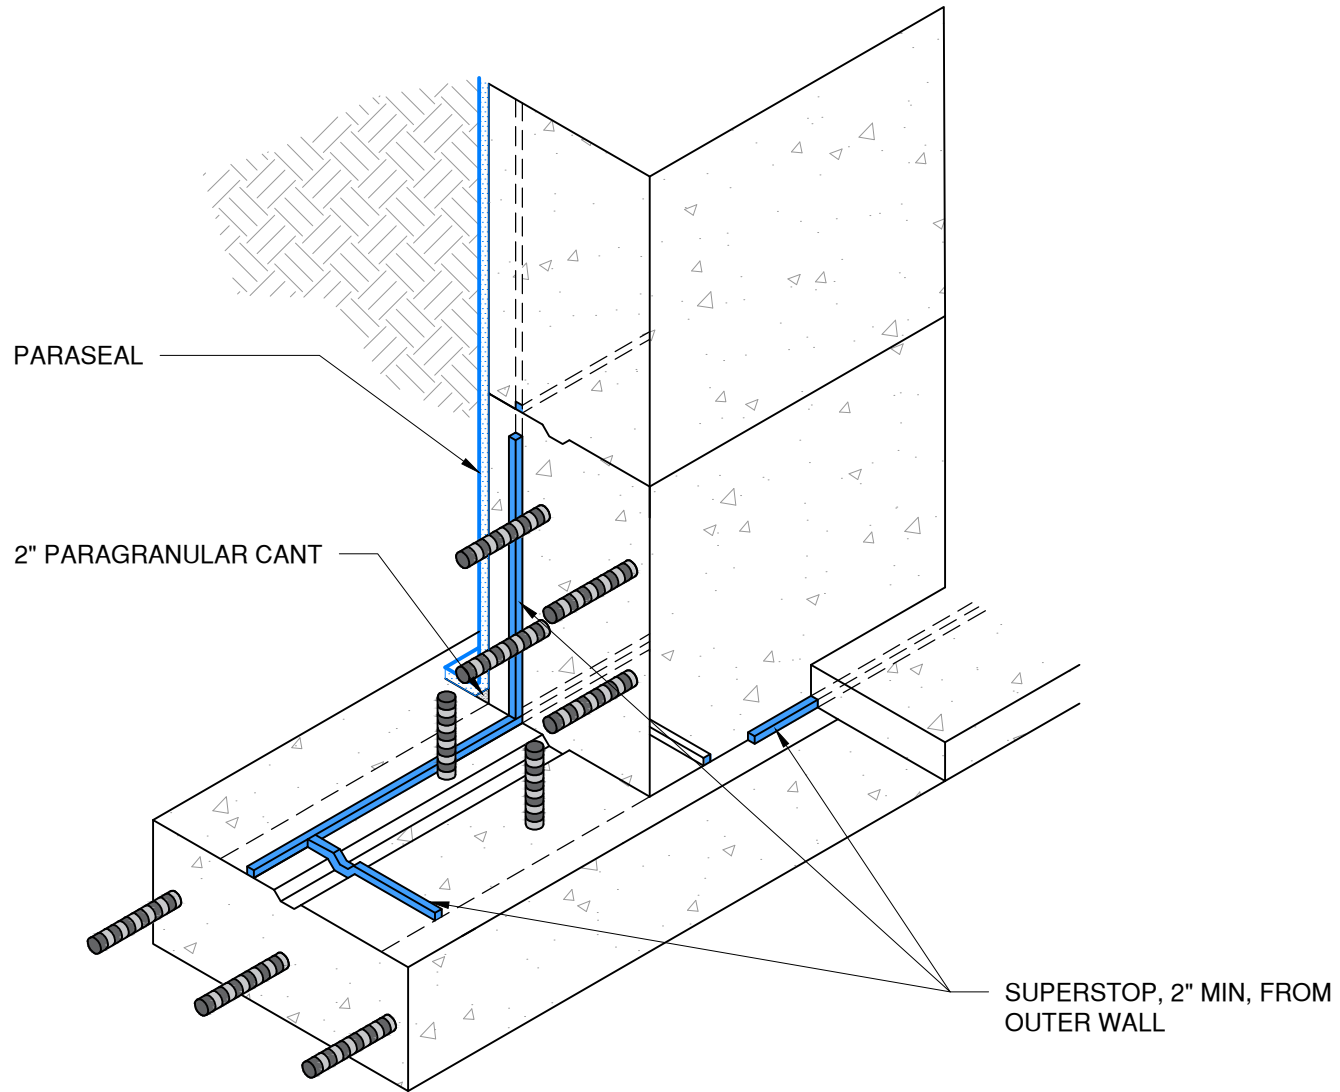 PARASEAL
2" PARAGRANULAR CANT
SUPERSTOP, 2" MIN, FROM
OUTER WALL